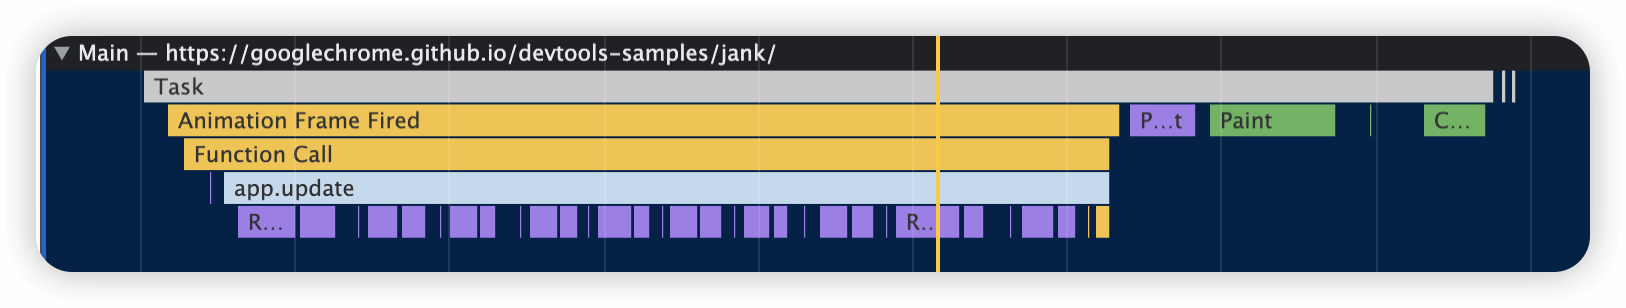 Main — https://googlechrome.github.io/devtools-samples/jank/
Task
Animation Frame Fired P...t Paint C...
Function Call
app.update
R... R...